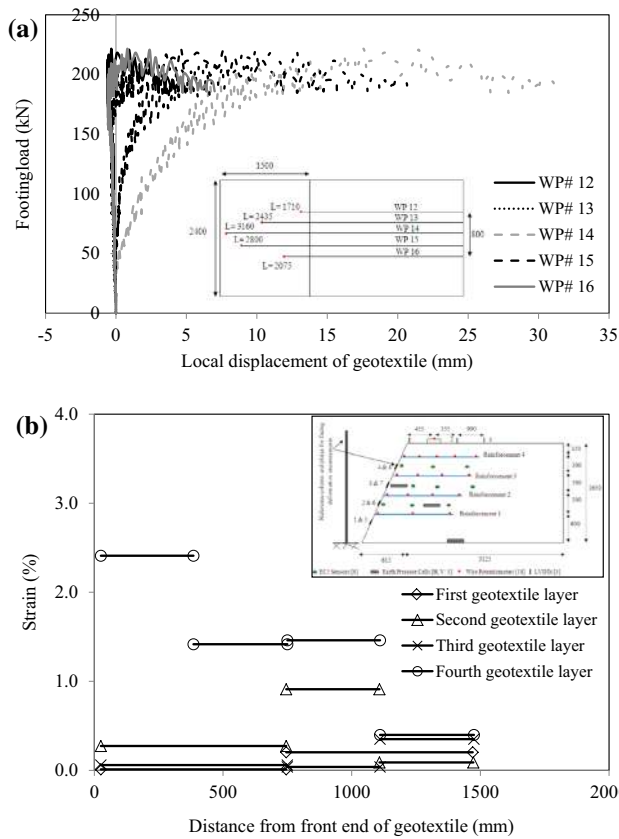 (a)
250
200
150
100
50
0
Footingload (kN)
-5 0 5 10 15 20 25 30 35
Local displacement of geotextile (mm)
1500
2400
800
L= 1710
L= 2435
L= 3160
L= 2800
L= 2075
WP 12
WP 13
WP 14
WP 15
WP 16
WP# 12
WP# 13
WP# 14
WP# 15
WP# 16
(b)
4.0
3.0
2.0
1.0
0.0
Strain (%)
0 500 1000 1500 200
Distance from front end of geotextile (mm)
Reinforcement 4
Reinforcement 3
Reinforcement 2
Reinforcement 1
First geotextile layer
Second geotextile layer
Third geotextile layer
Fourth geotextile layer